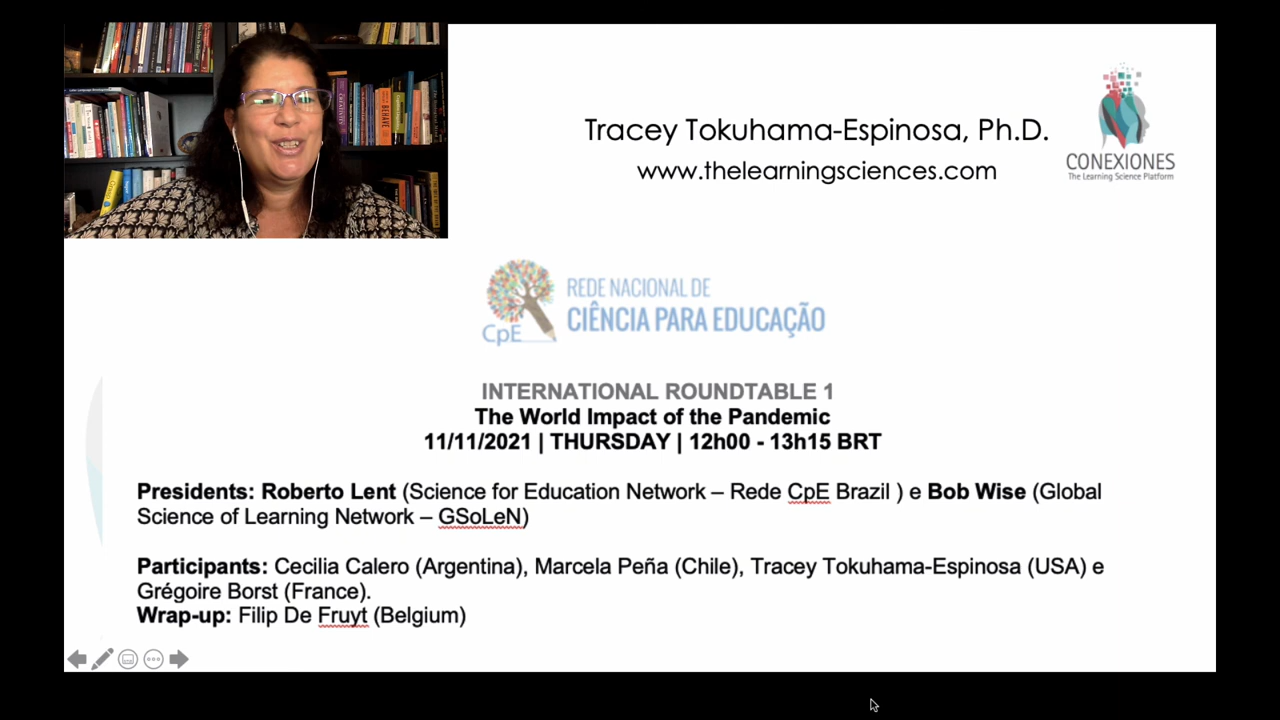 Tracey Tokuhama-Espinosa, Ph.D.
www.thelearningsciences.com
CONEXIONES
The Learning Science Platform
BEHAVE
CREATIVITY
CpE
REDE NACIONAL DE
CIÊNCIA PARA EDUCAÇÃO
INTERNATIONAL ROUNDTABLE 1
The World Impact of the Pandemic
11/11/2021 | THURSDAY | 12h00 - 13h15 BRT
Presidents: Roberto Lent (Science for Education Network – Rede CpE Brazil ) e Bob Wise (Global
Science of Learning Network – GSoLeN)
Participants: Cecilia Calero (Argentina), Marcela Peña (Chile), Tracey Tokuhama-Espinosa (USA) e
Grégoire Borst (France).
Wrap-up: Filip De Fruyt (Belgium)